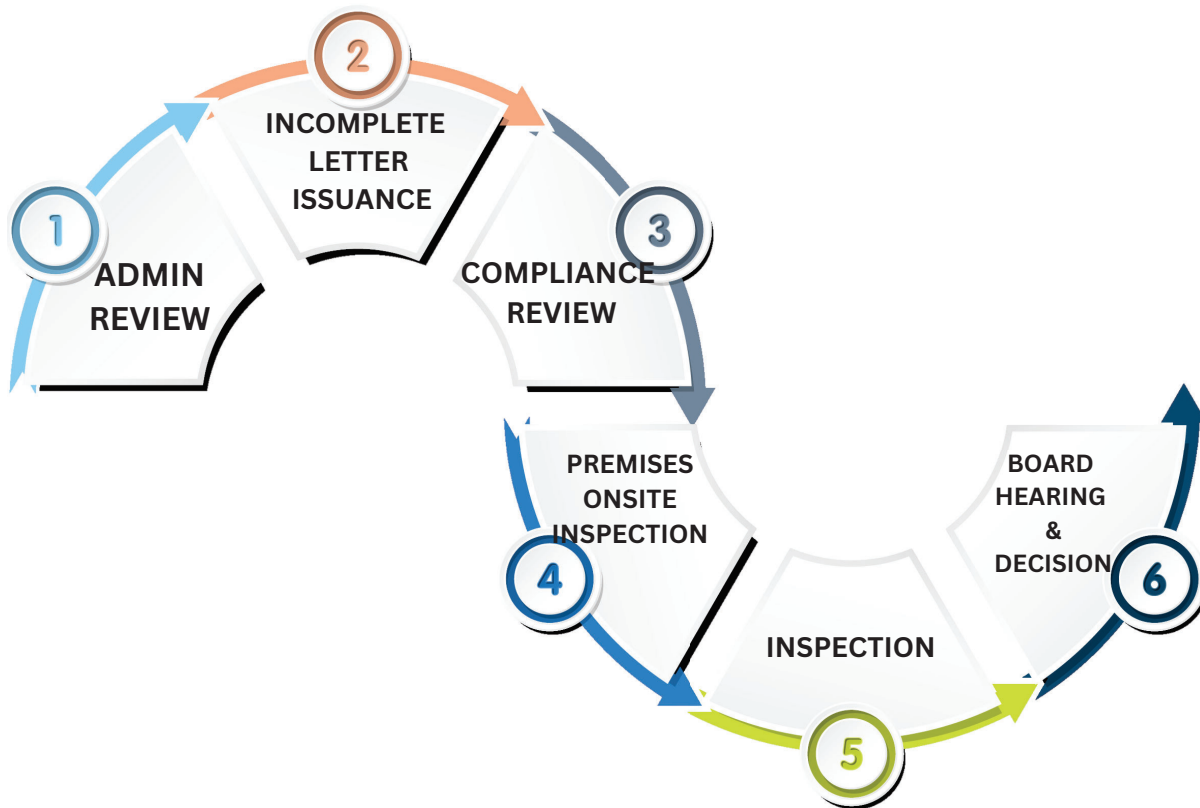 1
ADMIN
REVIEW
2
INCOMPLETE
LETTER
ISSUANCE
3
COMPLIANCE
REVIEW
4
PREMISES
ONSITE
INSPECTION
5
INSPECTION
6
BOARD
HEARING
&
DECISION